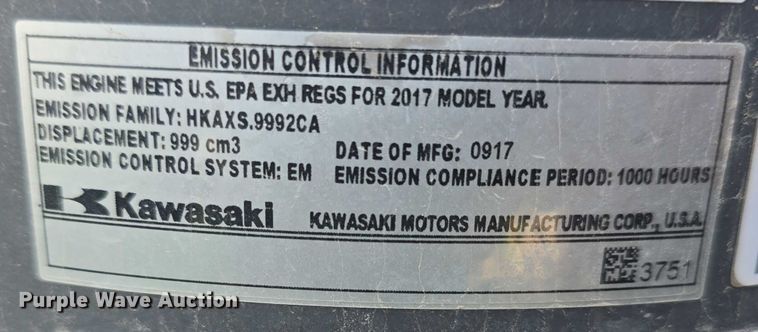 EMISSION CONTROL INFORMATION
THIS ENGINE MEETS U.S. EPA EXH REGS FOR 2017 MODEL YEAR.
EMISSION FAMILY: HKAXS.9992CA
DISPLACEMENT: 999 cm3 DATE OF MFG: 0917
EMISSION CONTROL SYSTEM: EM EMISSION COMPLIANCE PERIOD: 1000 HOURS
Kawasaki KAWASAKI MOTORS MANUFACTURING CORP., U.S.A.
3751
Purple Wave Auction